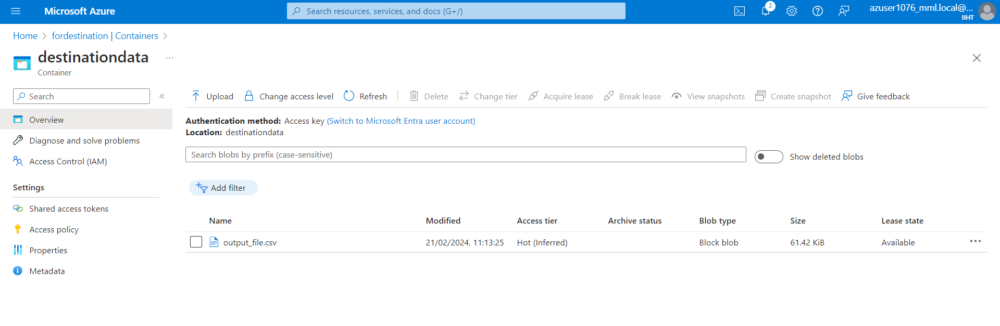 Microsoft Azure
Search resources, services, and docs (G+/)
3
azuser1076_mml.local@...
IIHT
Home > fordestination | Containers >
destinationdata ...
Container
Search «
Overview
Diagnose and solve problems
Access Control (IAM)
Settings
Shared access tokens
Access policy
Properties
Metadata
Upload Change access level Refresh Delete Change tier Acquire lease Break lease View snapshots Create snapshot Give feedback
Authentication method: Access key (Switch to Microsoft Entra user account)
Location: destinationdata
Search blobs by prefix (case-sensitive)
Show deleted blobs
Add filter
Name Modified Access tier Archive status Blob type Size Lease state
output_file.csv 21/02/2024, 11:13:25 Hot (Inferred) Block blob 61.42 KiB Available ...